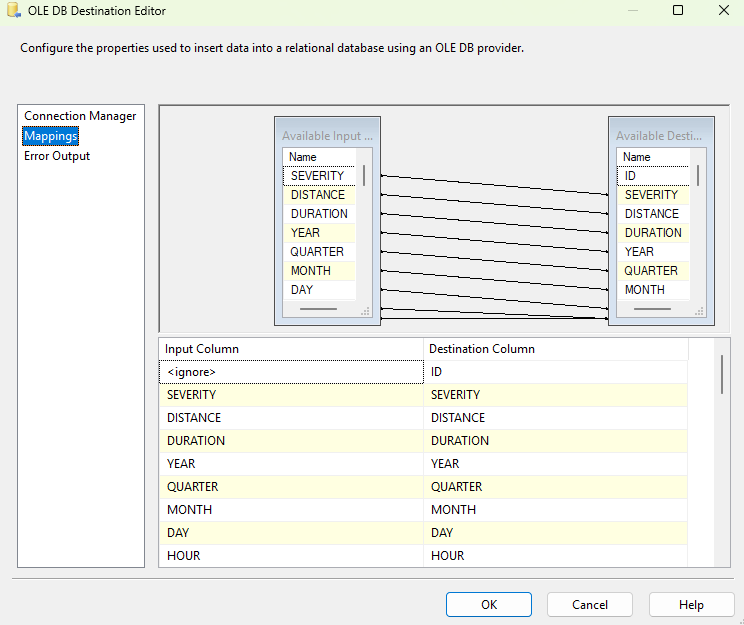 OLE DB Destination Editor
Configure the properties used to insert data into a relational database using an OLE DB provider.
Connection Manager
Mappings
Error Output
Available Input ...
Name
SEVERITY
DISTANCE
DURATION
YEAR
QUARTER
MONTH
DAY
Available Desti...
Name
ID
SEVERITY
DISTANCE
DURATION
YEAR
QUARTER
MONTH
Input Column Destination Column
<ignore> ID
SEVERITY SEVERITY
DISTANCE DISTANCE
DURATION DURATION
YEAR YEAR
QUARTER QUARTER
MONTH MONTH
DAY DAY
HOUR HOUR
OK Cancel Help